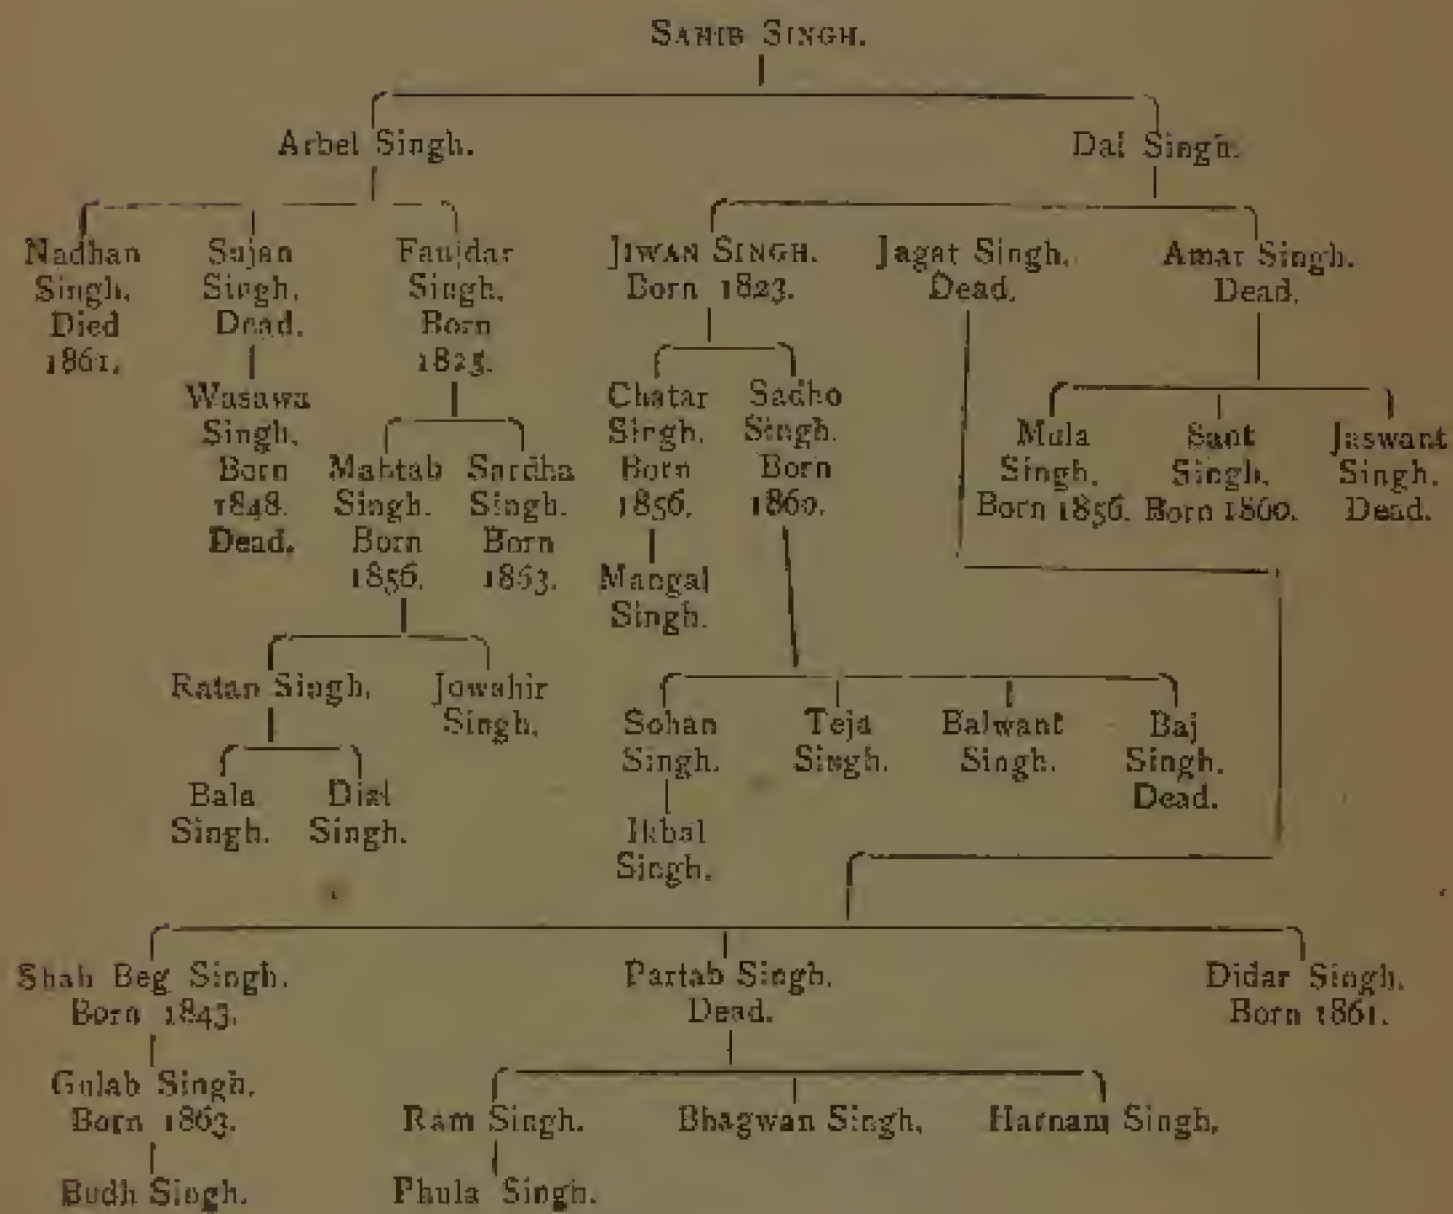 SAHIB SINGH.
Arbel Singh.
Dal Singh.
Nadhan
Singh.
Died
1861.
Sujan
Singh.
Dead.
Faujdar
Singh.
Born
1825.
JIWAN SINGH.
Born 1823.
Jagat Singh.
Dead.
Amar Singh.
Dead.
Wasawa
Singh.
Born
1848.
Dead.
Mahtab
Singh.
Born
1856.
Sardha
Singh.
Born
1863.
Chatar
Singh.
Born
1856.
Sadho
Singh.
Born
1860.
Mula
Singh.
Born 1856.
Sant
Singh.
Born 1860.
Jaswant
Singh.
Dead.
Mangal
Singh.
Ratan Singh.
Jowahir
Singh.
Sohan
Singh.
Teja
Singh.
Balwant
Singh.
Baj
Singh.
Dead.
Bala
Singh.
Dial
Singh.
Ikbal
Singh.
Shah Beg Singh.
Born 1843.
Partab Singh.
Dead.
Didar Singh.
Born 1861.
Gulab Singh.
Born 1863.
Ram Singh.
Bhagwan Singh.
Harnam Singh.
Budh Singh.
Phula Singh.